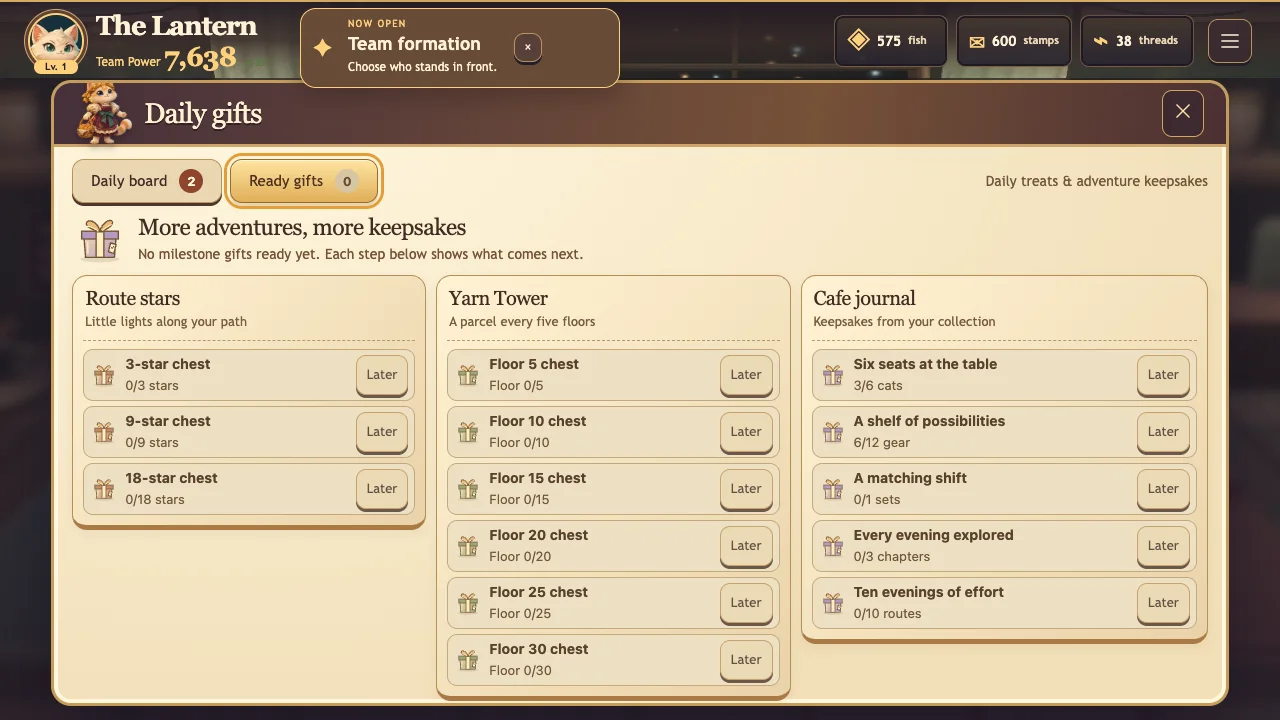 The Lantern
Lv. 1
Team Power 7,638
NOW OPEN
Team formation
Choose who stands in front.
×
575 fish
600 stamps
38 threads
Daily gifts
Daily board 2
Ready gifts 0
Daily treats & adventure keepsakes
More adventures, more keepsakes
No milestone gifts ready yet. Each step below shows what comes next.
Route stars
Little lights along your path
3-star chest
0/3 stars
Later
9-star chest
0/9 stars
Later
18-star chest
0/18 stars
Later
Yarn Tower
A parcel every five floors
Floor 5 chest
Floor 0/5
Later
Floor 10 chest
Floor 0/10
Later
Floor 15 chest
Floor 0/15
Later
Floor 20 chest
Floor 0/20
Later
Floor 25 chest
Floor 0/25
Later
Floor 30 chest
Floor 0/30
Later
Cafe journal
Keepsakes from your collection
Six seats at the table
3/6 cats
Later
A shelf of possibilities
6/12 gear
Later
A matching shift
0/1 sets
Later
Every evening explored
0/3 chapters
Later
Ten evenings of effort
0/10 routes
Later